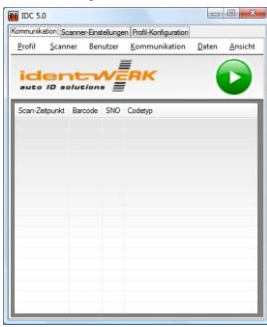 IDC 5.0
Kommunikation Scanner-Einstellungen Profil-Konfiguration
Profil Scanner Benutzer Kommunikation Daten Ansicht
identWERK
auto ID solutions
Scan-Zeitpunkt Barcode SNO Codetyp